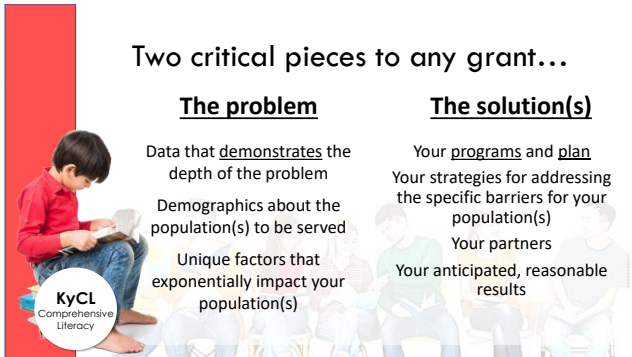 Two critical pieces to any grant…
The problem
Data that demonstrates the
depth of the problem
Demographics about the
population(s) to be served
Unique factors that
exponentially impact your
population(s)
The solution(s)
Your programs and plan
Your strategies for addressing
the specific barriers for your
population(s)
Your partners
Your anticipated, reasonable
results
KyCL
Comprehensive
Literacy